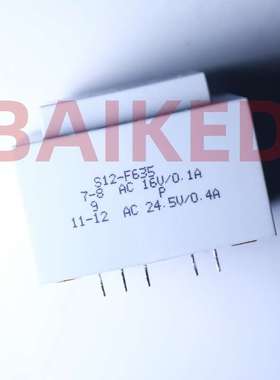 BAIKED
S12-F635
7-8 AC 16V/0.1A
9 P
11-12 AC 24.5V/0.4A